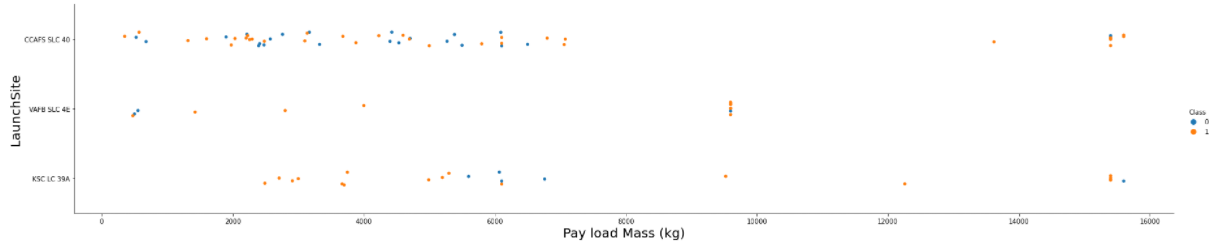 CCAFS SLC 40
VAFB SLC 4E
KSC LC 39A
LaunchSite
0 2000 4000 6000 8000 10000 12000 14000 16000
Pay load Mass (kg)
Class
0
1